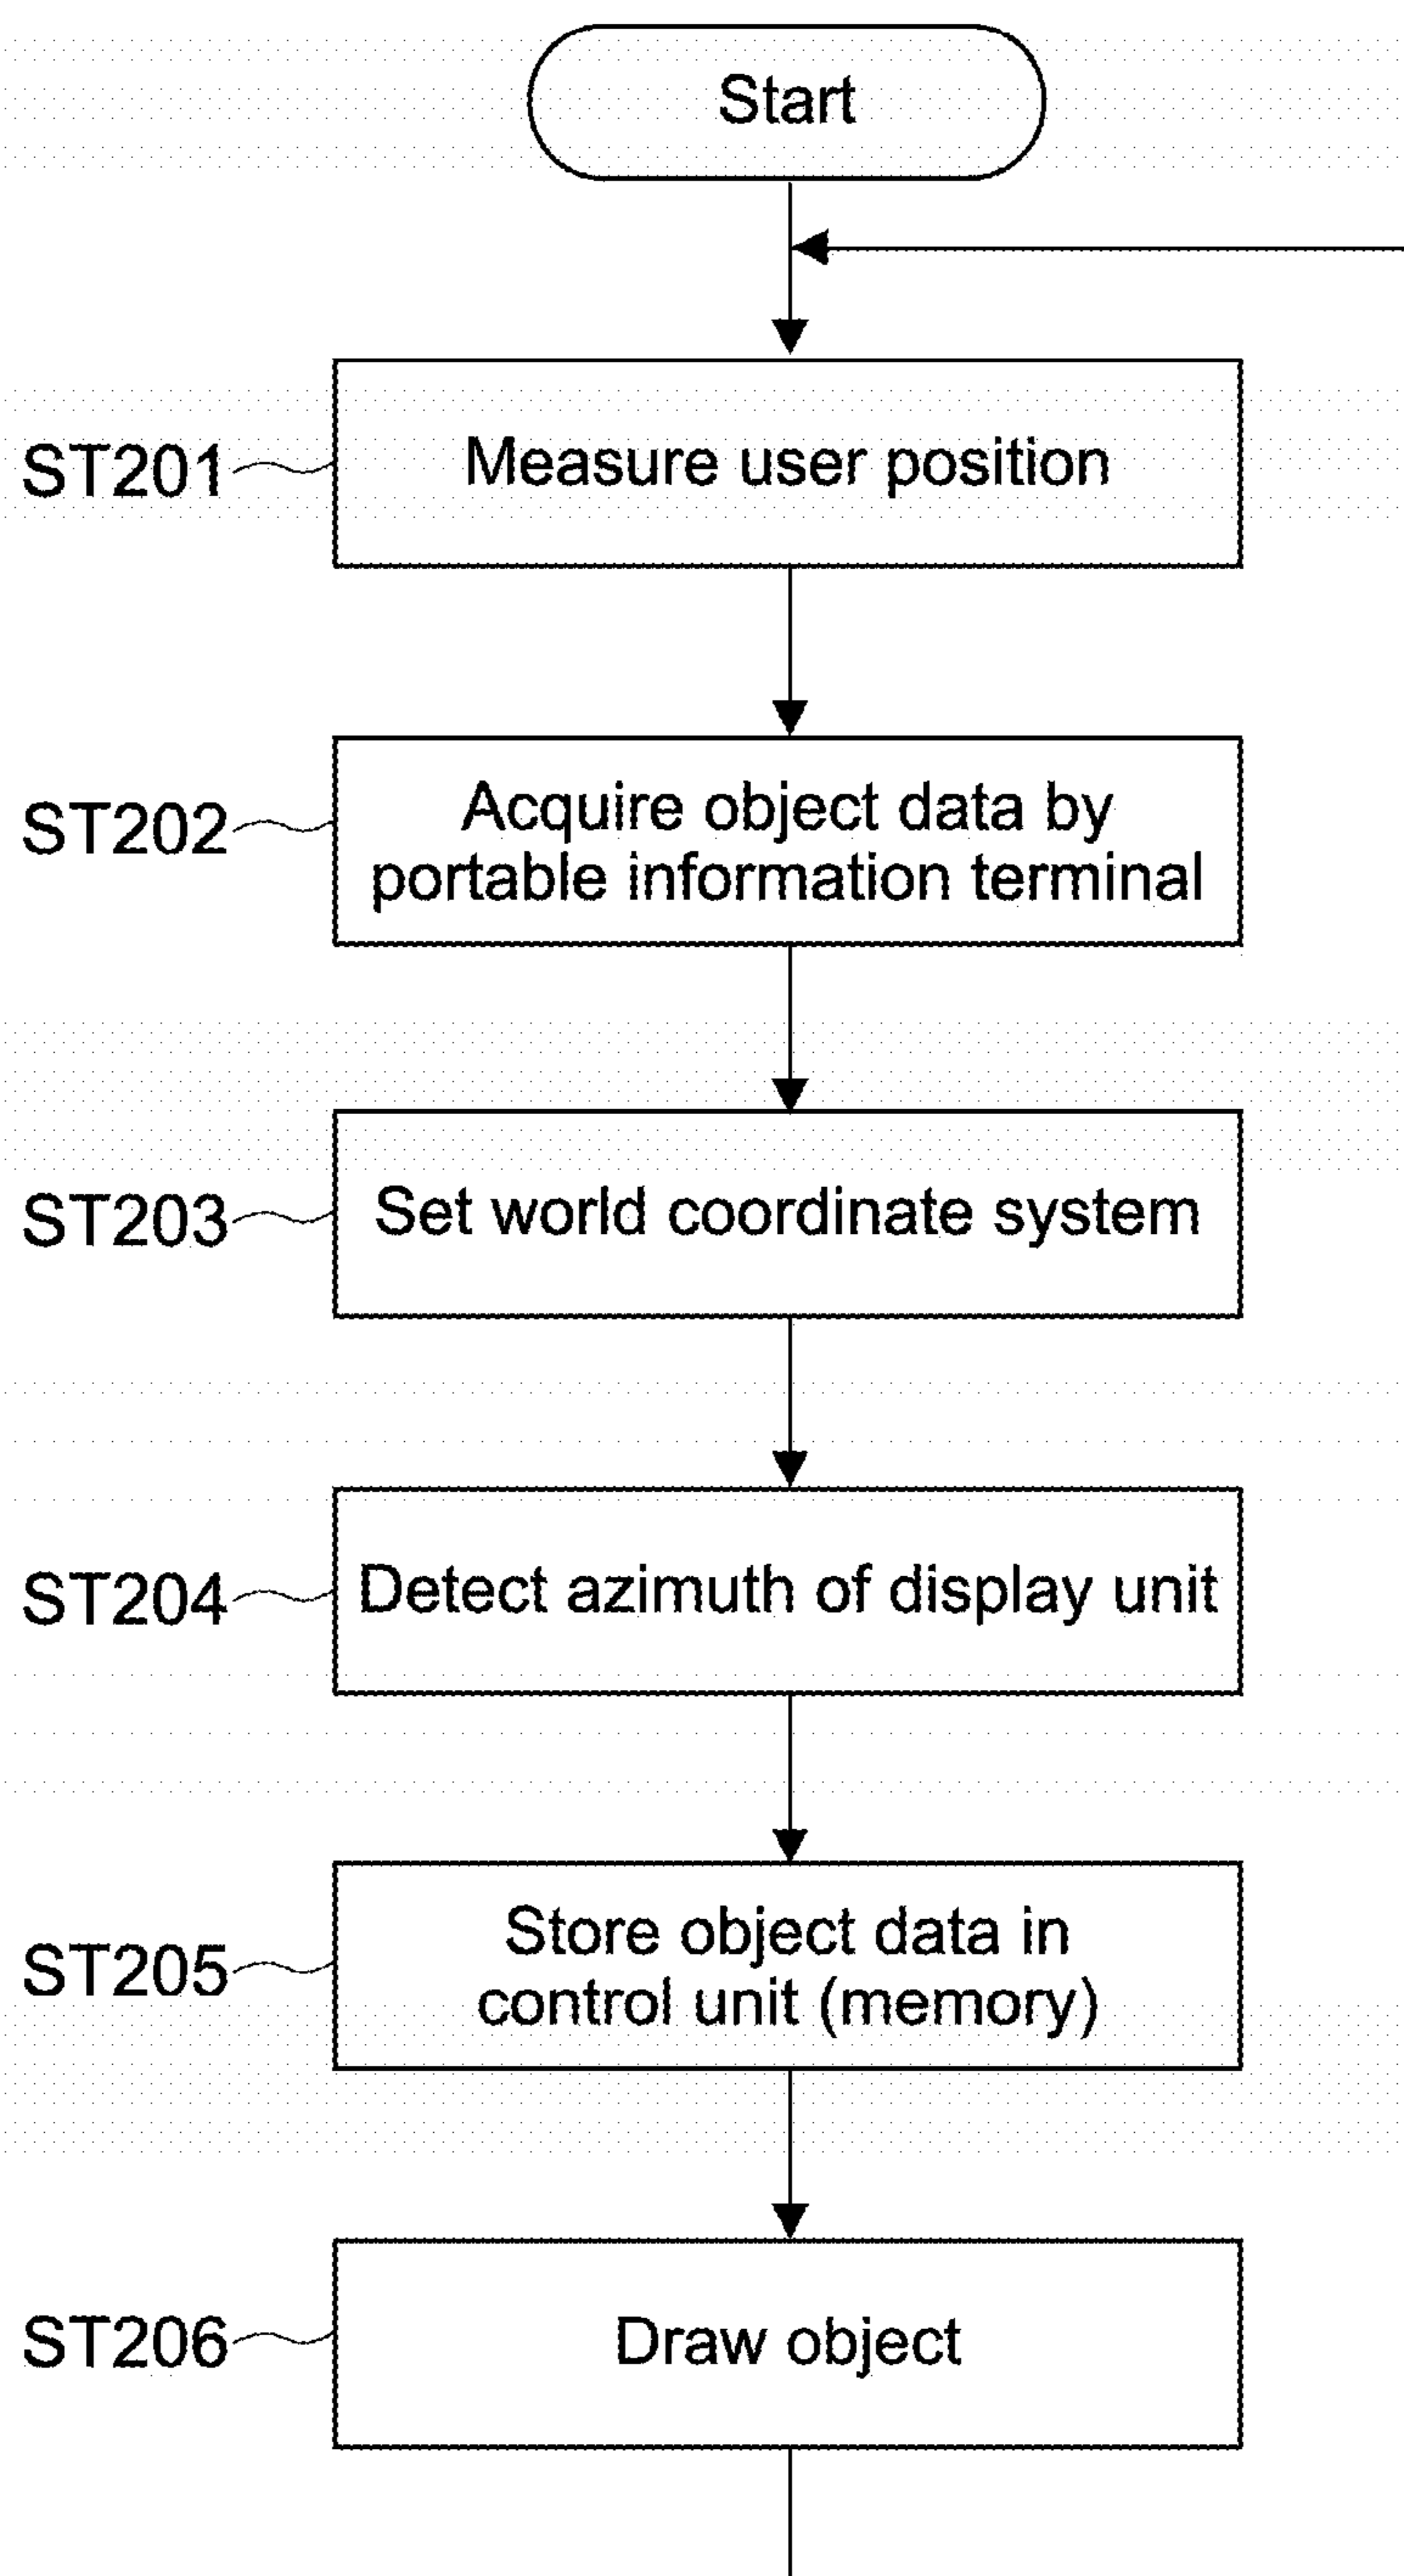 Start
ST201
Measure user position
ST202
Acquire object data by
portable information terminal
ST203
Set world coordinate system
ST204
Detect azimuth of display unit
ST205
Store object data in
control unit (memory)
ST206
Draw object